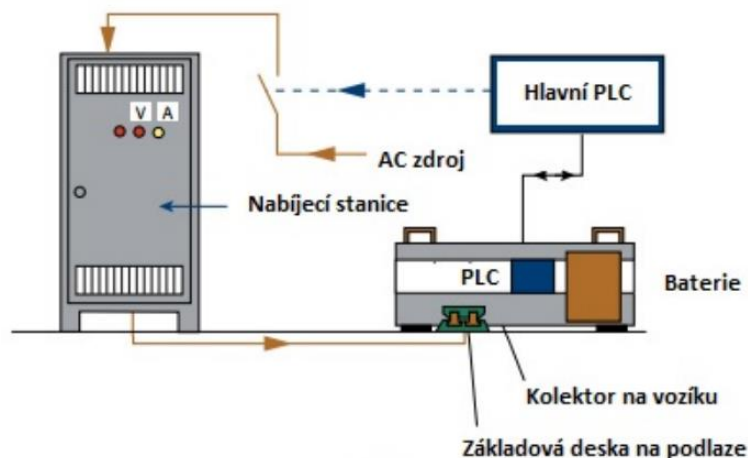 V A
Hlavní PLC
AC zdroj
Nabíjecí stanice
PLC
Baterie
Kolektor na vozíku
Základová deska na podlaze